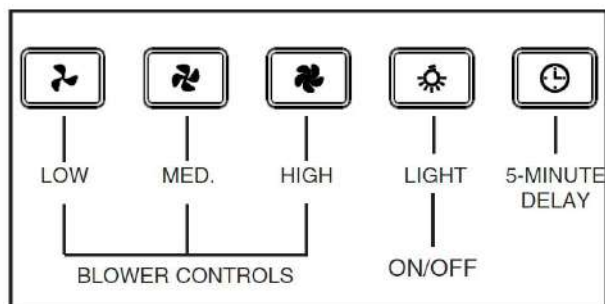 LOW MED. HIGH LIGHT 5-MINUTE
DELAY
BLOWER CONTROLS ON/OFF